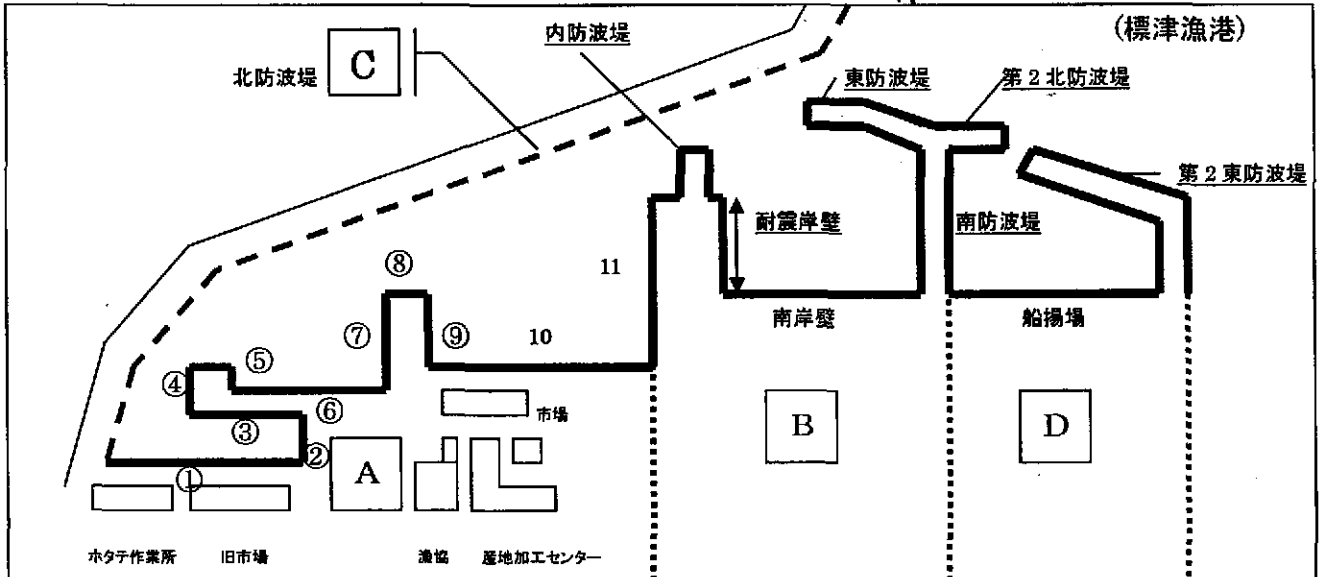 (標津漁港)
内防波堤
北防波堤
C
東防波堤
第2北防波堤
第2東防波堤
耐震岸壁
南防波堤
⑧
11
南岸壁
船揚場
⑦
⑨
10
⑤
④
⑥
市場
③
B
D
②
A
①
ホタテ作業所
旧市場
漁協
産地加工センター